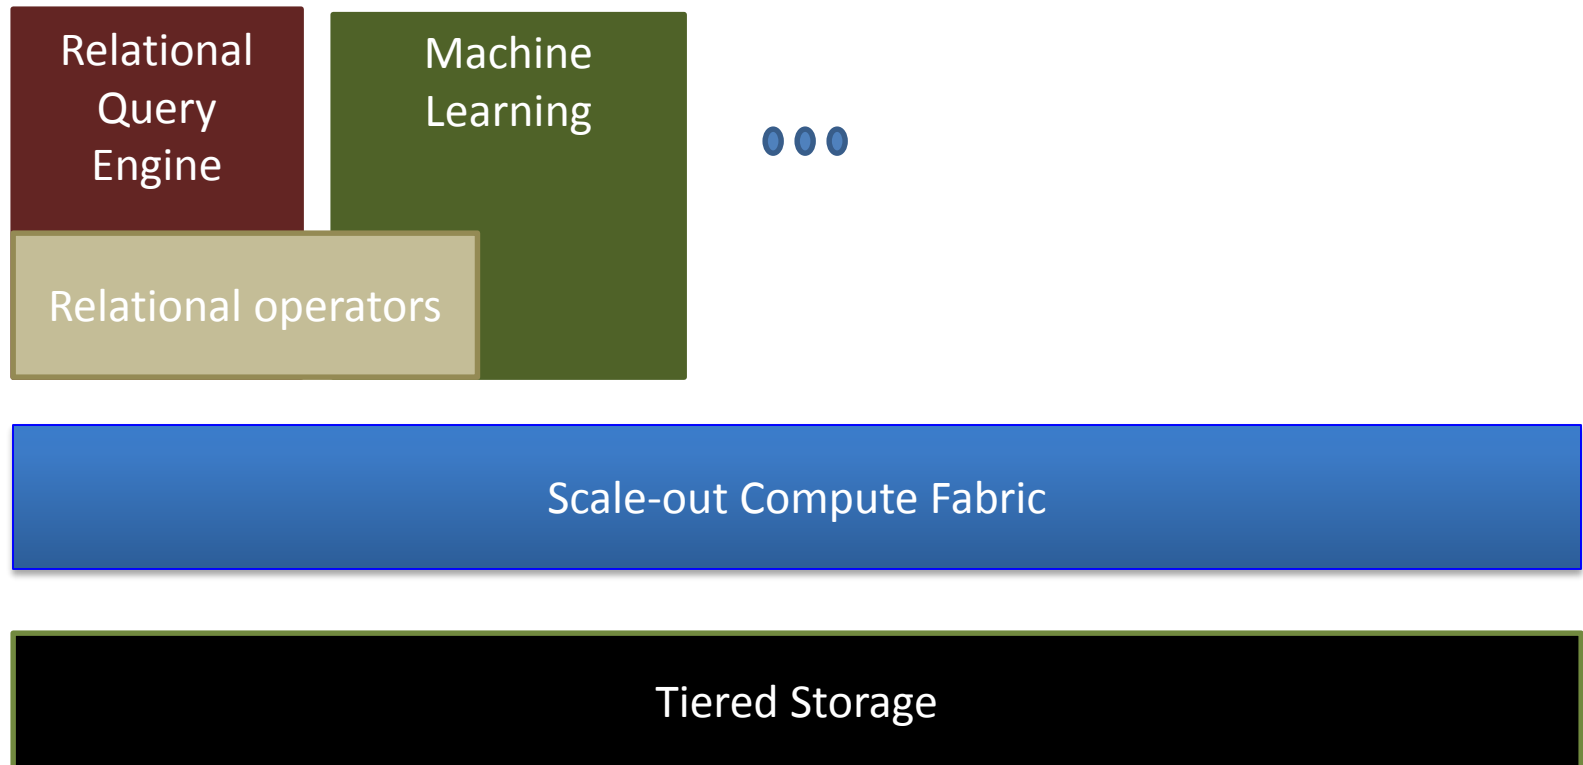 Relational
Query
Engine
Machine
Learning
Relational operators
Scale-out Compute Fabric
Tiered Storage